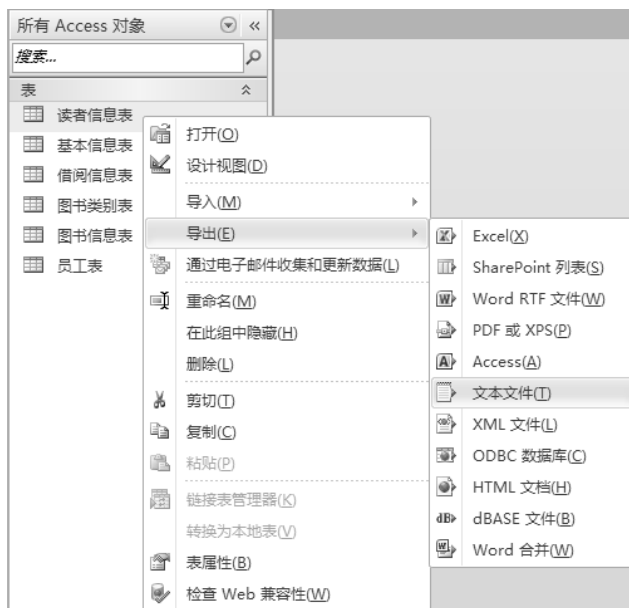 所有 Access 对象
搜索...
表
读者信息表
基本信息表
借阅信息表
图书类别表
图书信息表
员工表
打开(O)
设计视图(D)
导入(M)
导出(E)
通过电子邮件收集和更新数据(L)
重命名(M)
在此组中隐藏(H)
删除(L)
剪切(T)
复制(C)
粘贴(P)
链接表管理器(K)
转换为本地表(V)
表属性(B)
检查 Web 兼容性(W)
Excel(X)
SharePoint 列表(S)
Word RTF 文件(W)
PDF 或 XPS(P)
Access(A)
文本文件(T)
XML 文件(L)
ODBC 数据库(C)
HTML 文档(H)
dBASE 文件(B)
Word 合并(W)